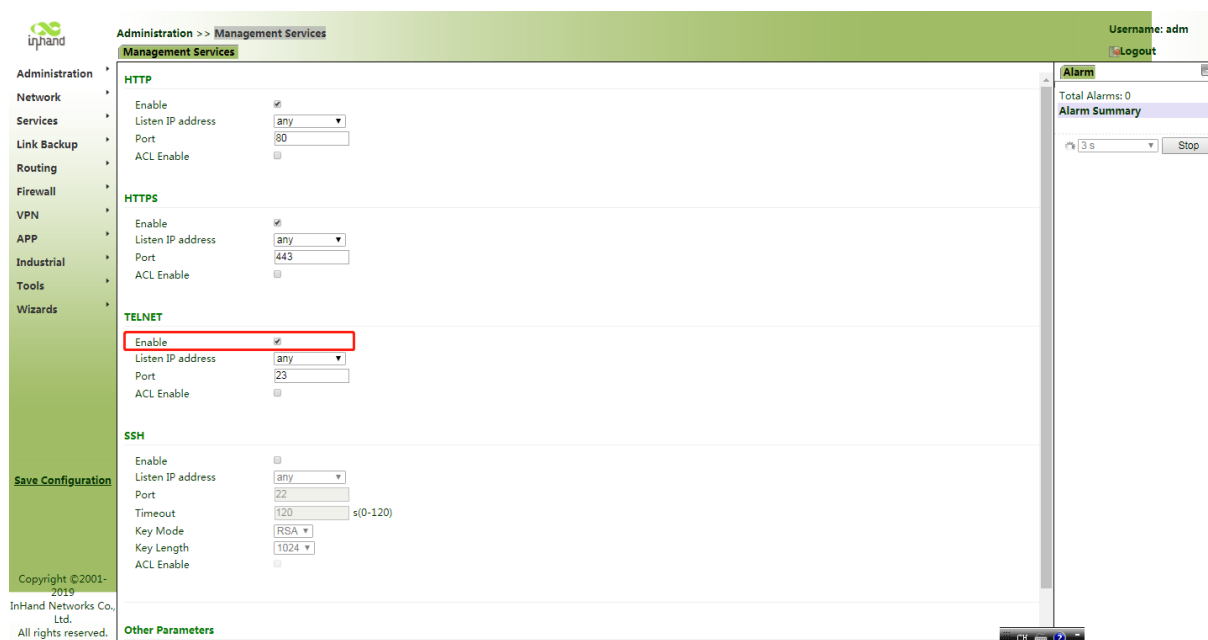 inhand
Administration >> Management Services
Management Services
Username: adm
Logout
Administration
Network
Services
Link Backup
Routing
Firewall
VPN
APP
Industrial
Tools
Wizards
Save Configuration
Copyright ©2001-
2019
InHand Networks Co.,
Ltd.
All rights reserved.
HTTP
Enable
Listen IP address any
Port 80
ACL Enable
HTTPS
Enable
Listen IP address any
Port 443
ACL Enable
TELNET
Enable
Listen IP address any
Port 23
ACL Enable
SSH
Enable
Listen IP address any
Port 22
Timeout 120 s(0-120)
Key Mode RSA
Key Length 1024
ACL Enable
Other Parameters
Alarm
Total Alarms: 0
Alarm Summary
3 s Stop
CH